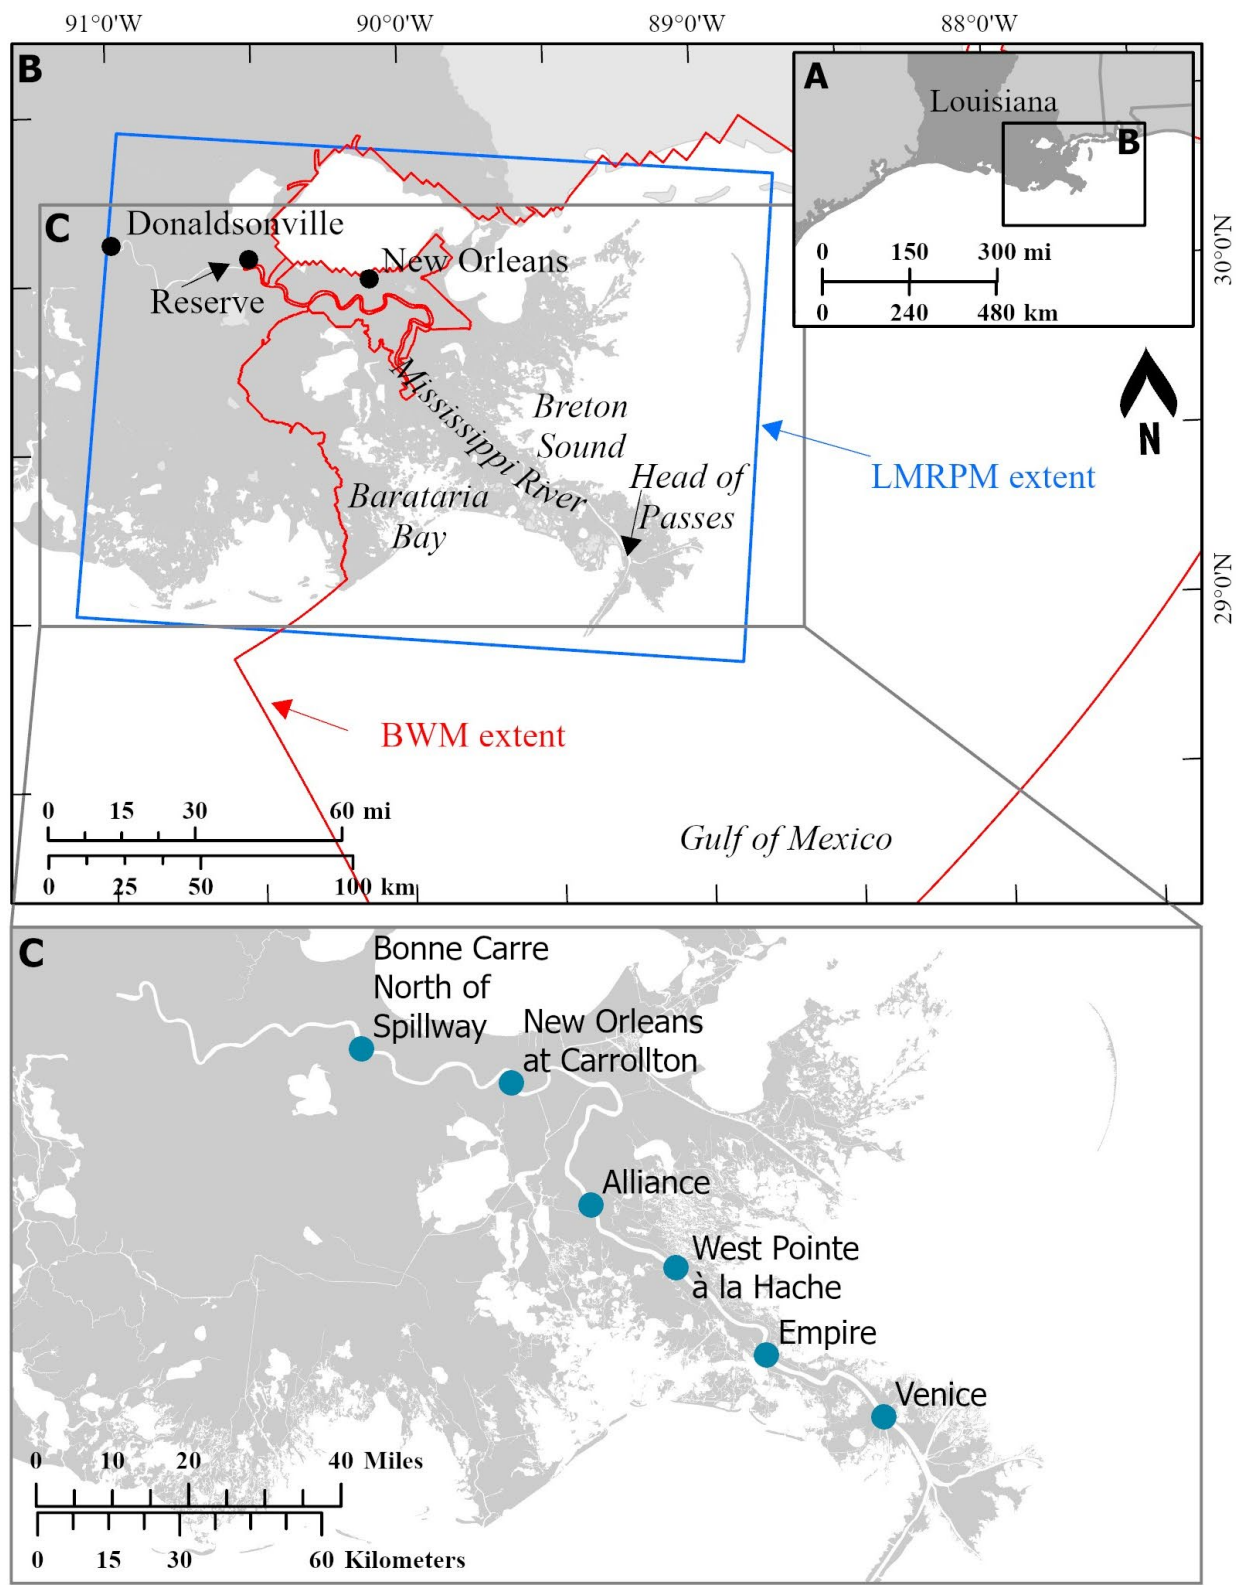 91°0'W 90°0'W 89°0'W 88°0'W
B
A
Louisiana
B
0 150 300 mi
0 240 480 km
30°0'N
C
Donaldsonville
New Orleans
Reserve
Mississippi River
Breton
Sound
Head of
Passes
Barataria
Bay
N
LMRPM extent
29°0'N
BWM extent
Gulf of Mexico
0 15 30 60 mi
0 25 50 100 km
C
Bonne Carre
North of
Spillway
New Orleans
at Carrollton
Alliance
West Pointe
à la Hache
Empire
Venice
0 10 20 40 Miles
0 15 30 60 Kilometers